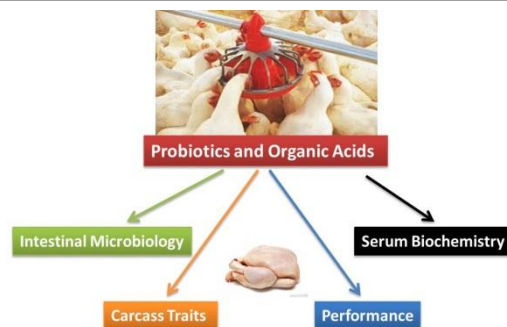 Probiotics and Organic Acids
Intestinal Microbiology
Serum Biochemistry
Carcass Traits
Performance